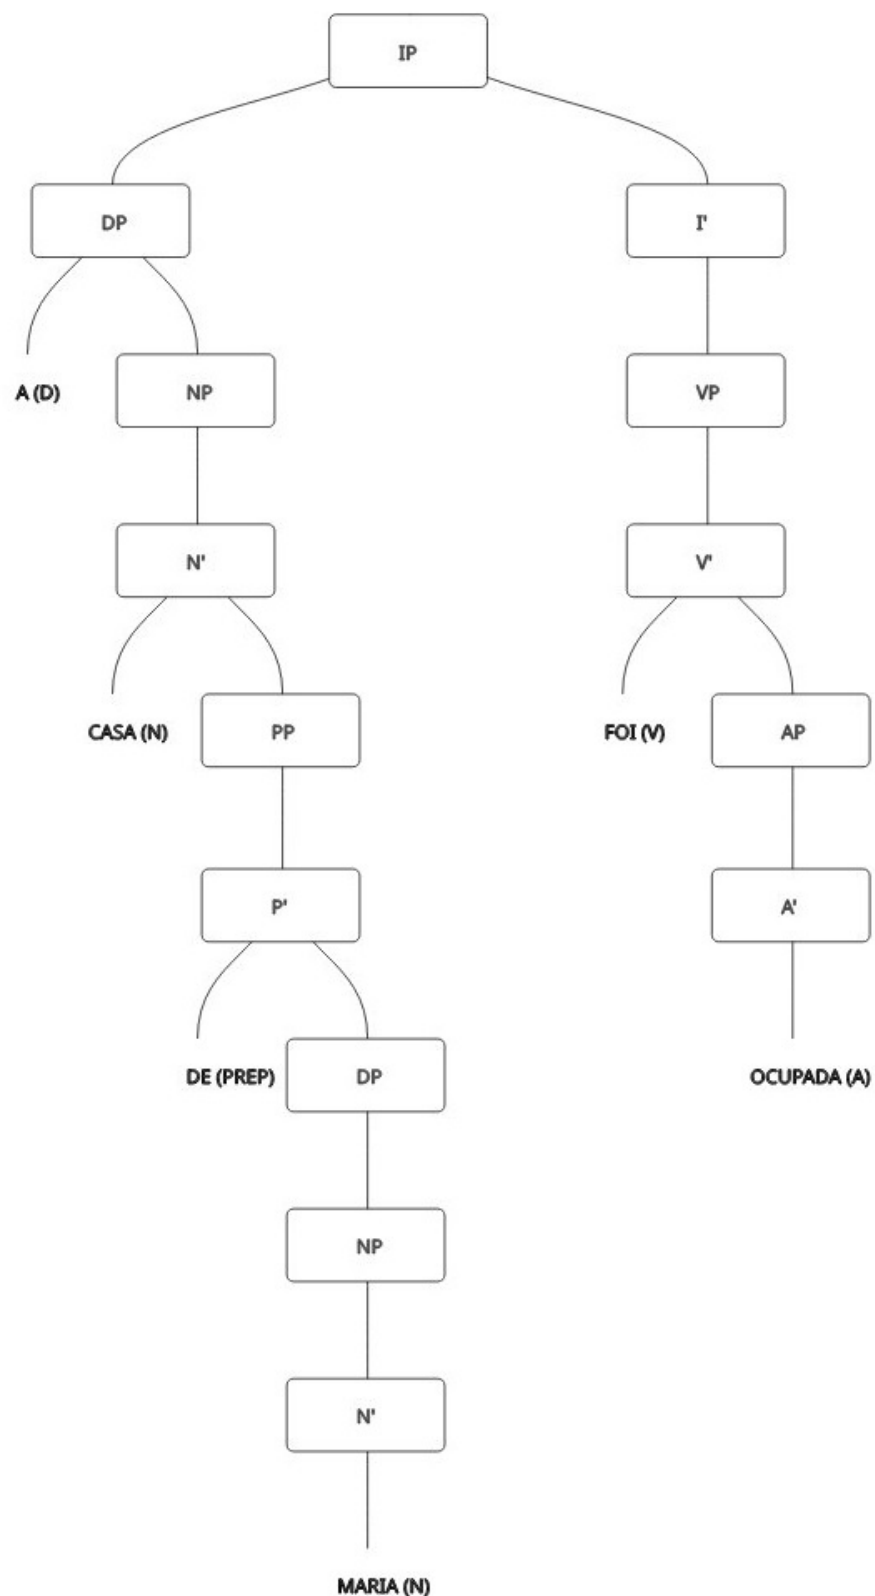 IP
DP
I'
A (D)
NP
VP
N'
V'
CASA (N)
PP
FOI (V)
AP
P'
A'
DE (PREP)
DP
OCUPADA (A)
NP
N'
MARIA (N)